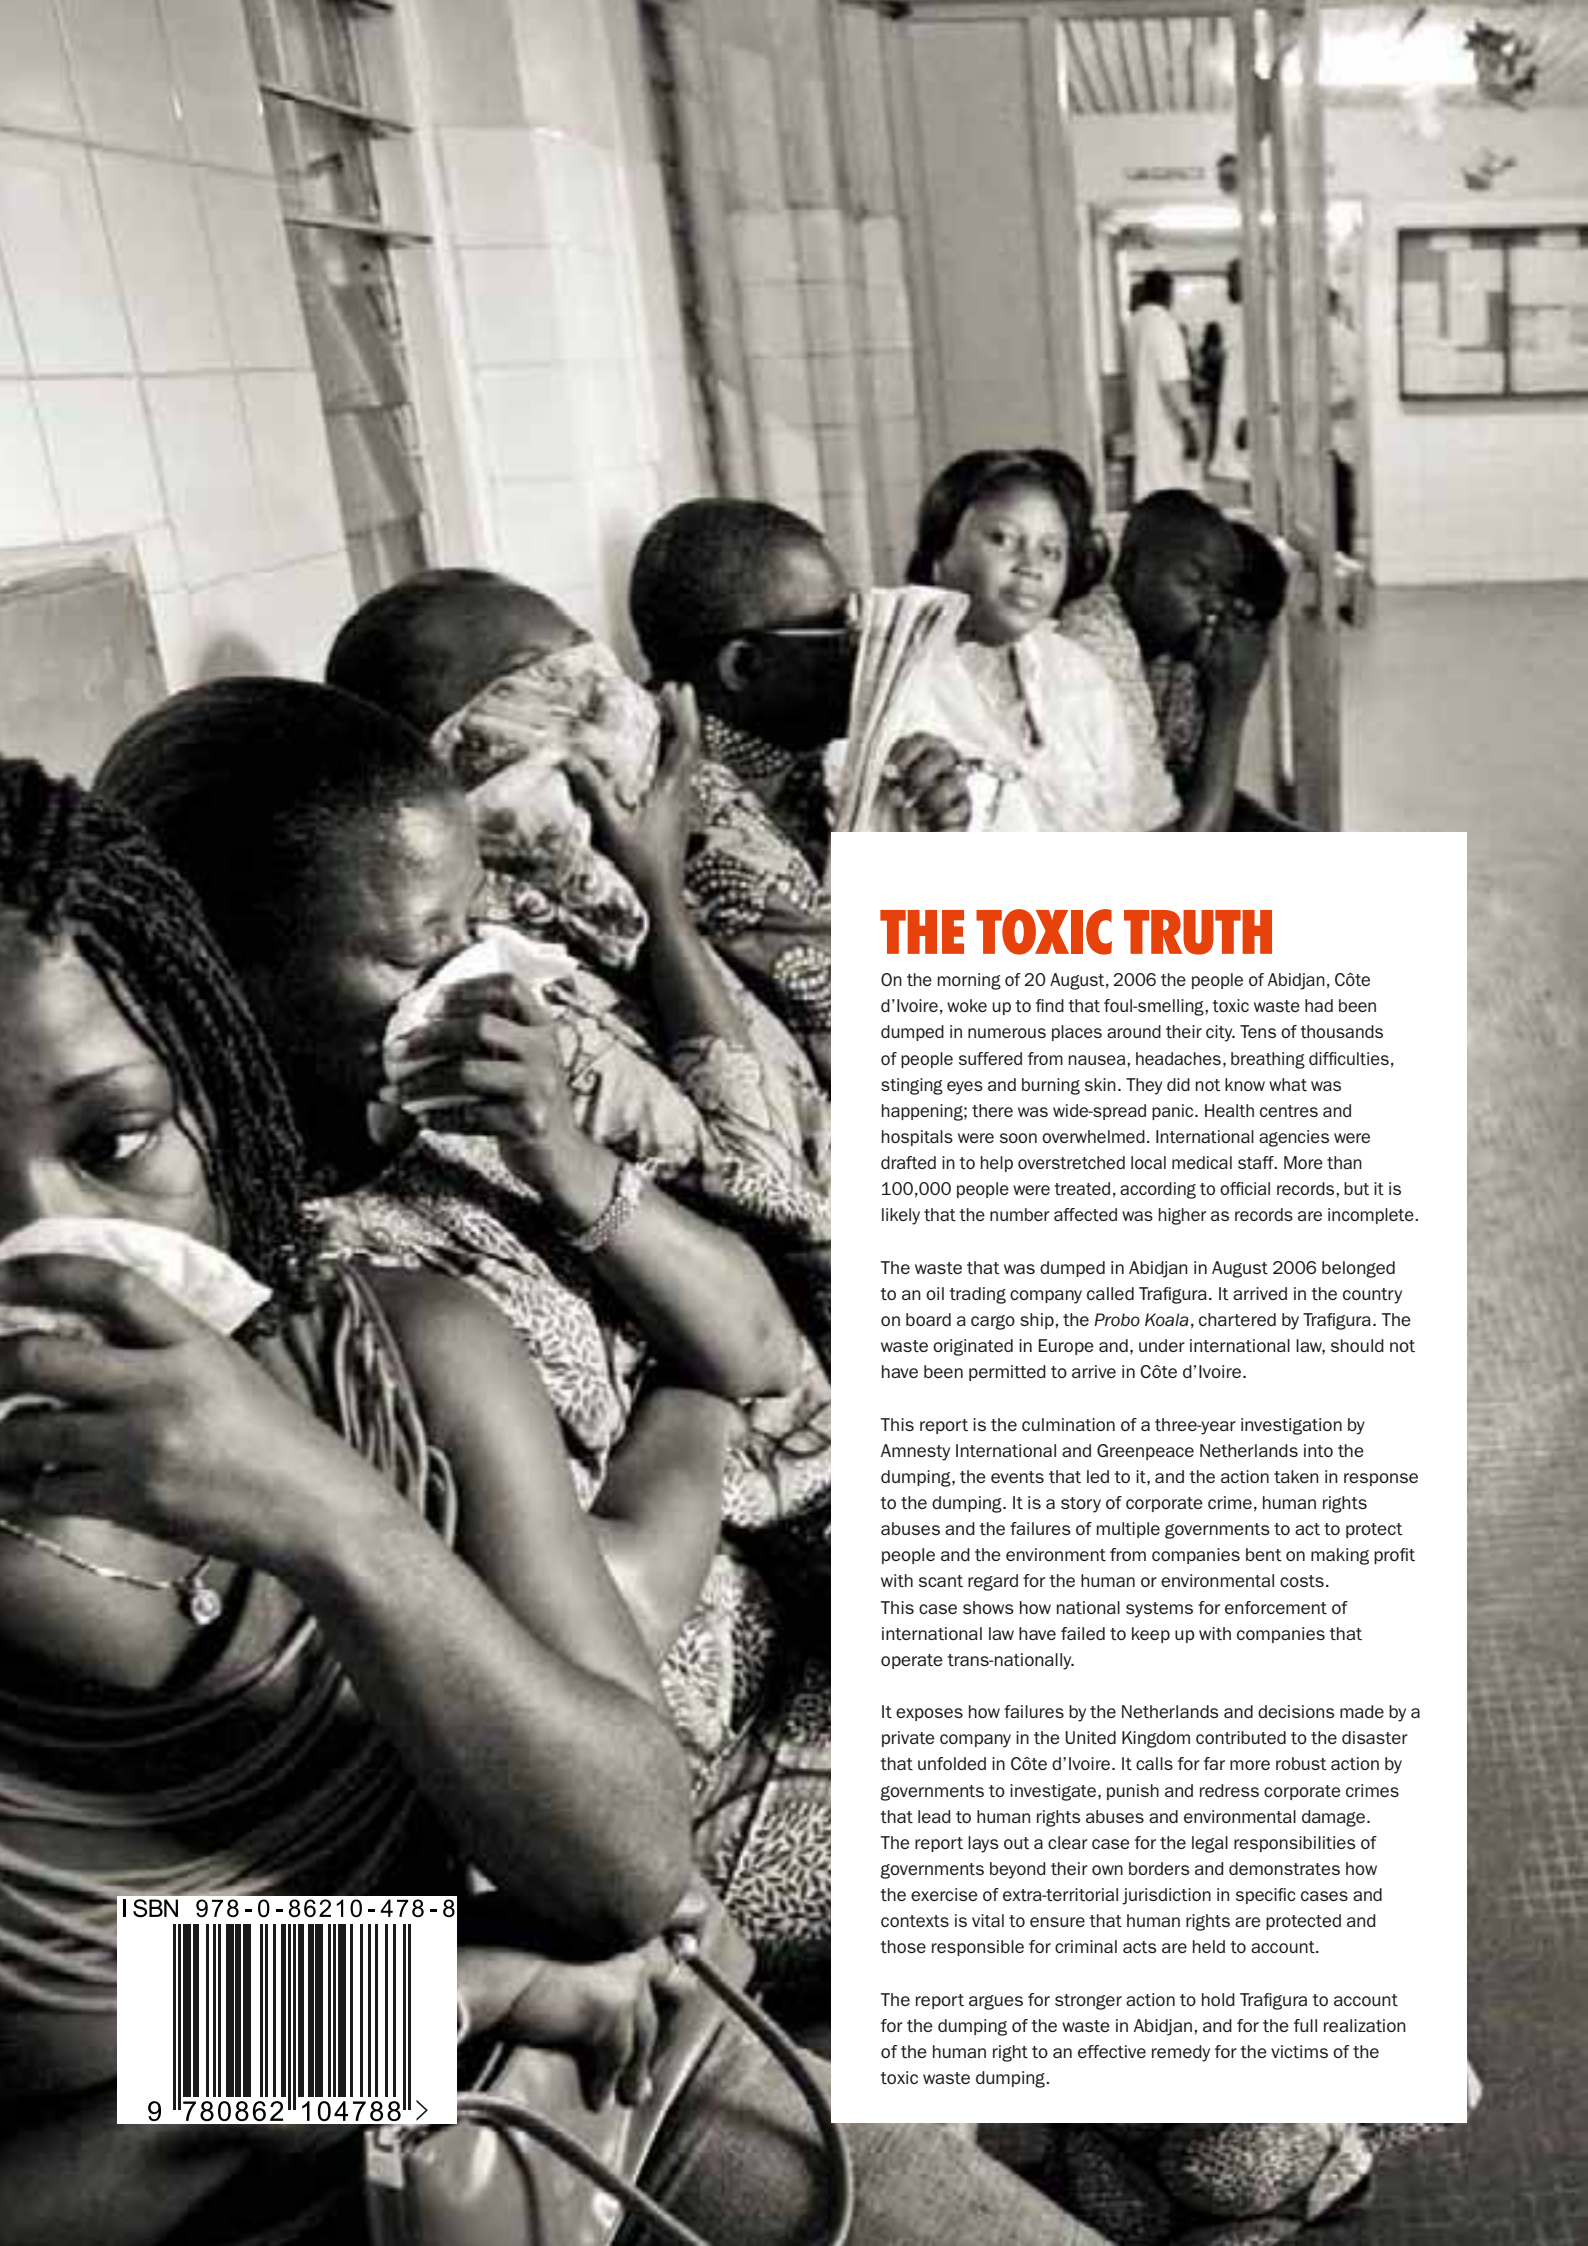 THE TOXIC TRUTH
On the morning of 20 August, 2006 the people of Abidjan, Côte
d’Ivoire, woke up to find that foul-smelling, toxic waste had been
dumped in numerous places around their city. Tens of thousands
of people suffered from nausea, headaches, breathing difficulties,
stinging eyes and burning skin. They did not know what was
happening; there was wide-spread panic. Health centres and
hospitals were soon overwhelmed. International agencies were
drafted in to help overstretched local medical staff. More than
100,000 people were treated, according to official records, but it is
likely that the number affected was higher as records are incomplete.
The waste that was dumped in Abidjan in August 2006 belonged
to an oil trading company called Trafigura. It arrived in the country
on board a cargo ship, the Probo Koala, chartered by Trafigura. The
waste originated in Europe and, under international law, should not
have been permitted to arrive in Côte d’Ivoire.
This report is the culmination of a three-year investigation by
Amnesty International and Greenpeace Netherlands into the
dumping, the events that led to it, and the action taken in response
to the dumping. It is a story of corporate crime, human rights
abuses and the failures of multiple governments to act to protect
people and the environment from companies bent on making profit
with scant regard for the human or environmental costs.
This case shows how national systems for enforcement of
international law have failed to keep up with companies that
operate trans-nationally.
It exposes how failures by the Netherlands and decisions made by a
private company in the United Kingdom contributed to the disaster
that unfolded in Côte d’Ivoire. It calls for far more robust action by
governments to investigate, punish and redress corporate crimes
that lead to human rights abuses and environmental damage.
The report lays out a clear case for the legal responsibilities of
governments beyond their own borders and demonstrates how
the exercise of extra-territorial jurisdiction in specific cases and
contexts is vital to ensure that human rights are protected and
those responsible for criminal acts are held to account.
The report argues for stronger action to hold Trafigura to account
for the dumping of the waste in Abidjan, and for the full realization
of the human right to an effective remedy for the victims of the
toxic waste dumping.
ISBN 978-0-86210-478-8
9 780862 104788 >